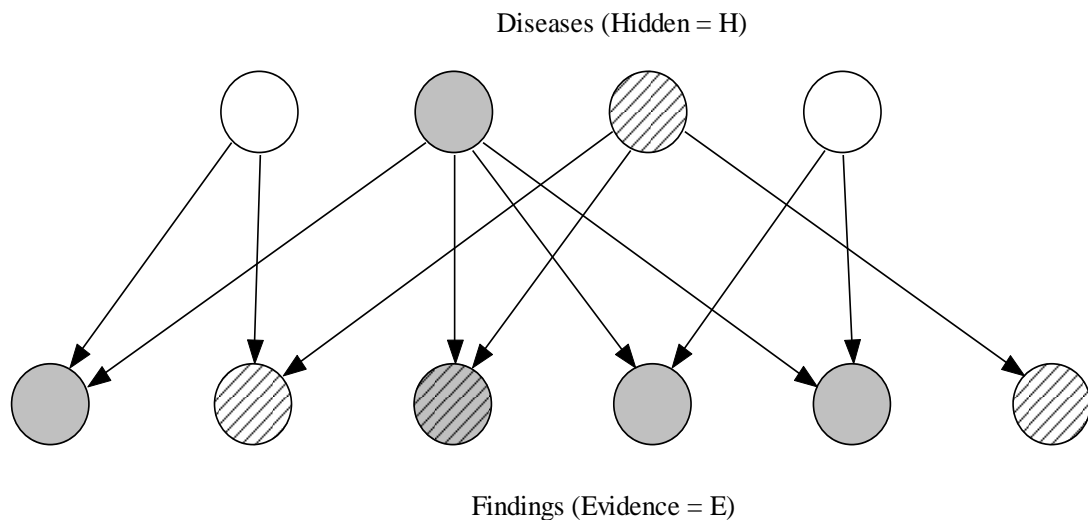 Diseases (Hidden = H)
Findings (Evidence = E)